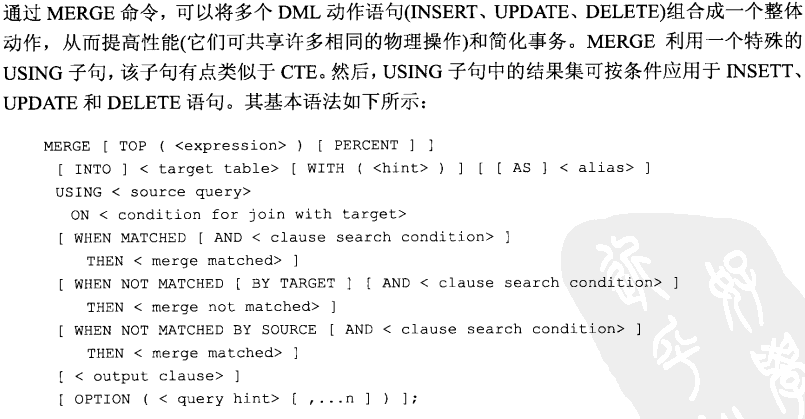 通过 MERGE 命令，可以将多个 DML 动作语句(INSERT、UPDATE、DELETE)组合成一个整体
动作，从而提高性能(它们可共享许多相同的物理操作)和简化事务。MERGE 利用一个特殊的
USING 子句，该子句有点类似于 CTE。然后，USING 子句中的结果集可按条件应用于 INSETT、
UPDATE 和 DELETE 语句。其基本语法如下所示：
MERGE [ TOP ( <expression> ) [ PERCENT ] ]
[ INTO ] < target table> [ WITH ( <hint> ) ] [ [ AS ] < alias> ]
USING < source query>
ON < condition for join with target>
[ WHEN MATCHED [ AND < clause search condition> ]
THEN < merge matched> ]
[ WHEN NOT MATCHED [ BY TARGET ] [ AND < clause search condition> ]
THEN < merge not matched> ]
[ WHEN NOT MATCHED BY SOURCE [ AND < clause search condition> ]
THEN < merge matched> ]
[ < output clause> ]
[ OPTION ( < query hint> [ ,...n ] ) ];